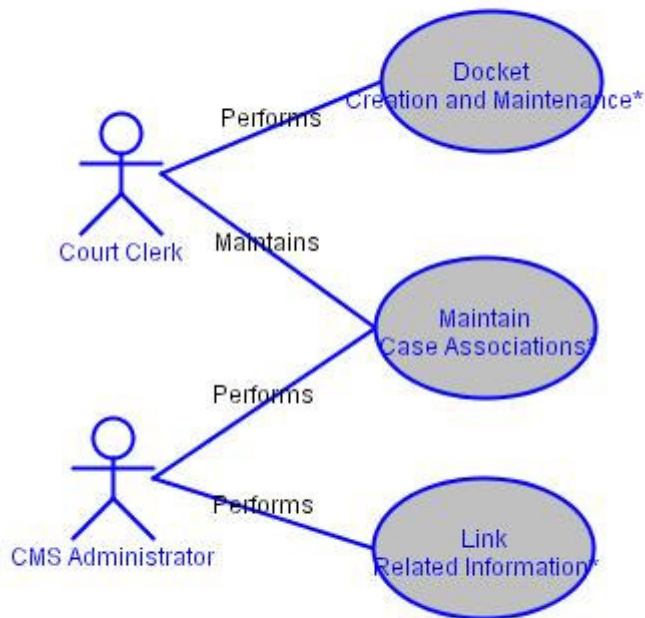 Docket
Creation and Maintenance*
Performs
Court Clerk
Maintains
Maintain
Case Associations*
Performs
CMS Administrator
Performs
Link
Related Information*